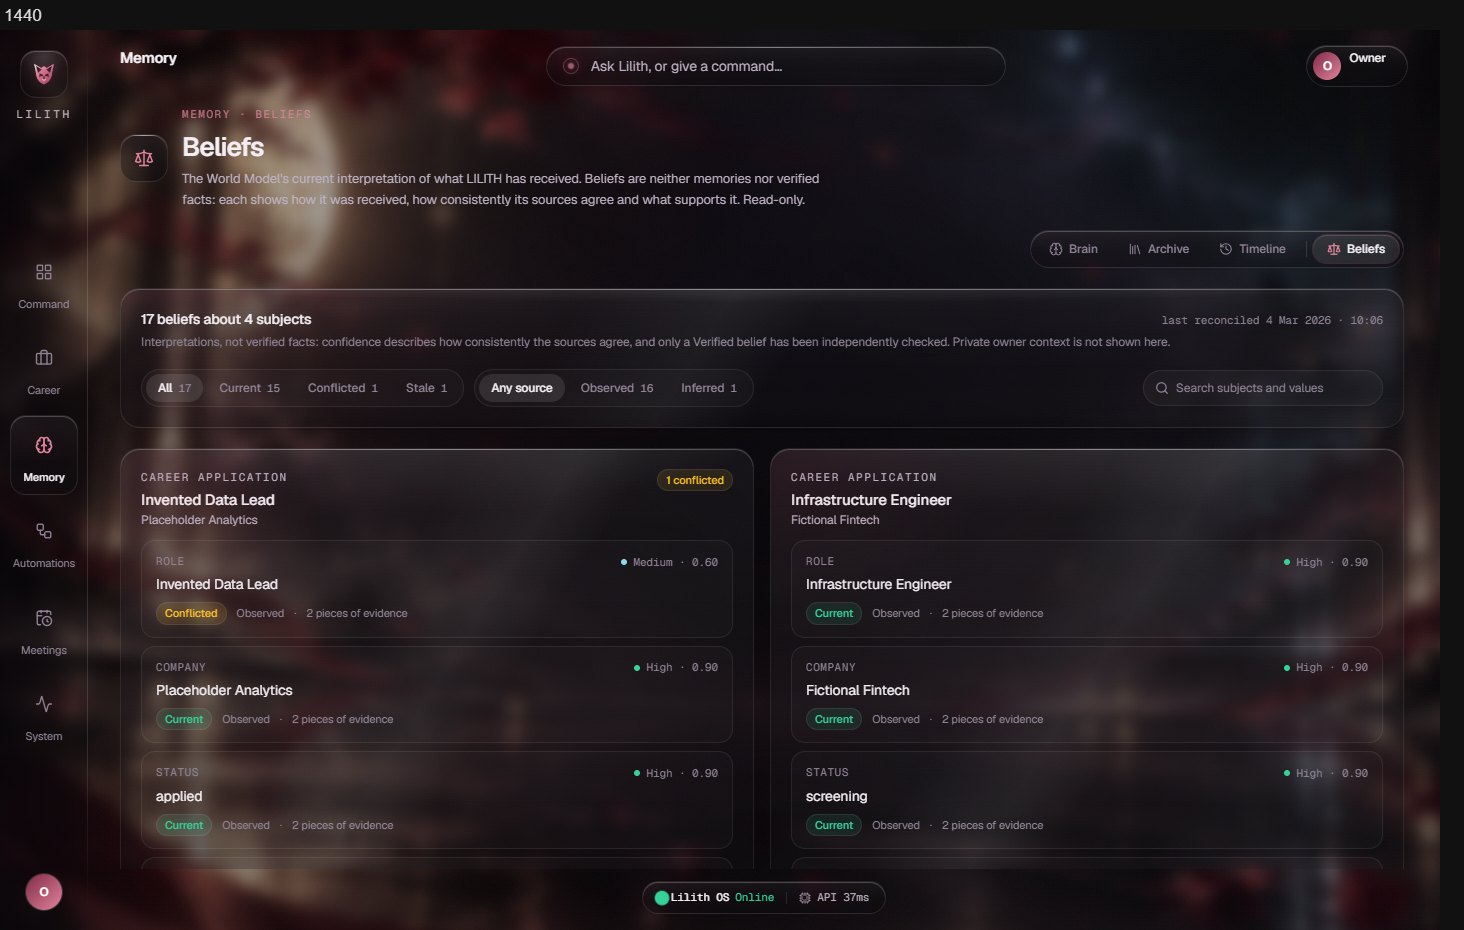 1440
LILITH
Memory
Ask Lilith, or give a command...
O Owner
MEMORY · BELIEFS
Beliefs
The World Model's current interpretation of what LILITH has received. Beliefs are neither memories nor verified
facts: each shows how it was received, how consistently its sources agree and what supports it. Read-only.
Brain Archive Timeline Beliefs
Command
Career
Memory
Automations
Meetings
System
O
17 beliefs about 4 subjects
last reconciled 4 Mar 2026 · 10:06
Interpretations, not verified facts: confidence describes how consistently the sources agree, and only a Verified belief has been independently checked. Private owner context is not shown here.
All 17 Current 15 Conflicted 1 Stale 1
Any source Observed 16 Inferred 1
Search subjects and values
CAREER APPLICATION
1 conflicted
Invented Data Lead
Placeholder Analytics
ROLE
Medium · 0.60
Invented Data Lead
Conflicted Observed · 2 pieces of evidence
COMPANY
High · 0.90
Placeholder Analytics
Current Observed · 2 pieces of evidence
STATUS
High · 0.90
applied
Current Observed · 2 pieces of evidence
CAREER APPLICATION
Infrastructure Engineer
Fictional Fintech
ROLE
High · 0.90
Infrastructure Engineer
Current Observed · 2 pieces of evidence
COMPANY
High · 0.90
Fictional Fintech
Current Observed · 2 pieces of evidence
STATUS
High · 0.90
screening
Current Observed · 2 pieces of evidence
Lilith OS Online API 37ms